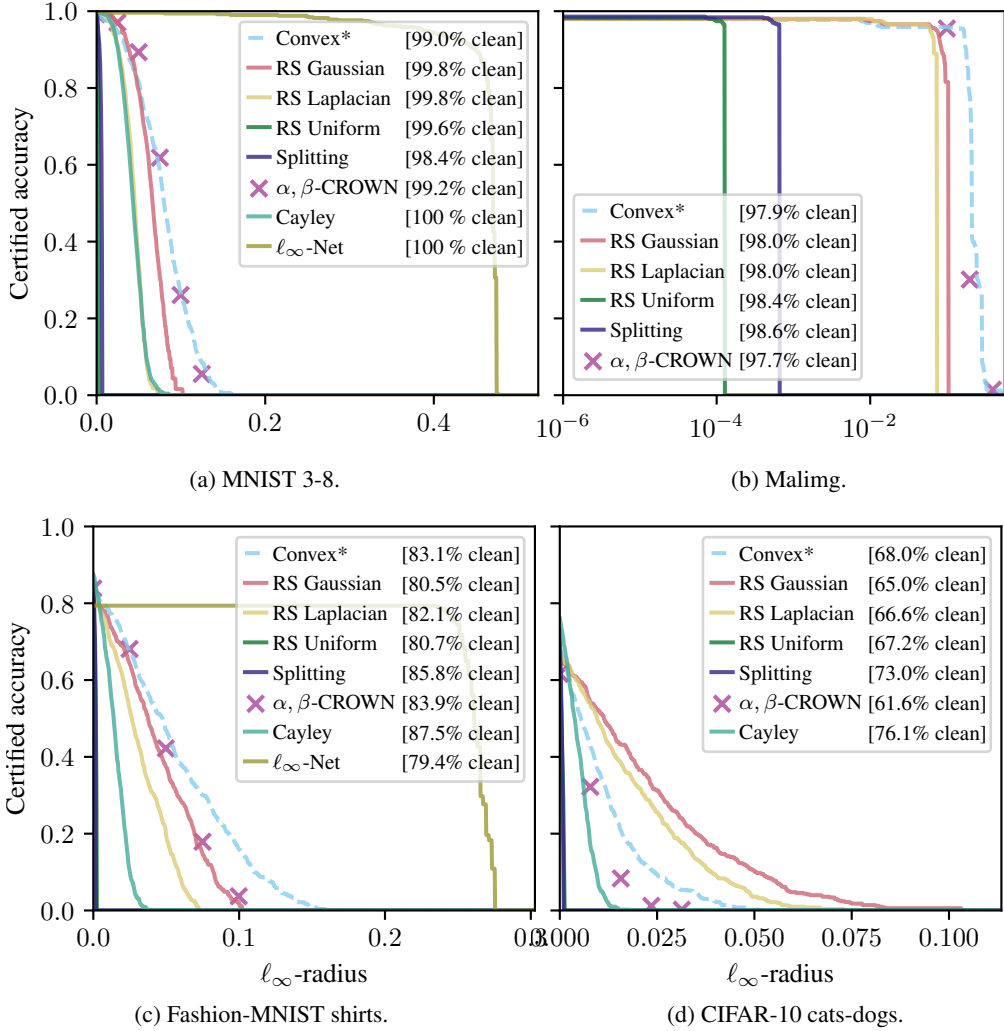 Certified accuracy
1.0
0.8
0.6
0.4
0.2
0.0
Convex* [99.0% clean]
RS Gaussian [99.8% clean]
RS Laplacian [99.8% clean]
RS Uniform [99.6% clean]
Splitting [98.4% clean]
α, β-CROWN [99.2% clean]
Cayley [100 % clean]
ℓ∞-Net [100 % clean]
0.0 0.2 0.4
(a) MNIST 3-8.
Convex* [97.9% clean]
RS Gaussian [98.0% clean]
RS Laplacian [98.0% clean]
RS Uniform [98.4% clean]
Splitting [98.6% clean]
α, β-CROWN [97.7% clean]
10⁻⁶ 10⁻⁴ 10⁻²
(b) Malimg.
Certified accuracy
1.0
0.8
0.6
0.4
0.2
0.0
Convex* [83.1% clean]
RS Gaussian [80.5% clean]
RS Laplacian [82.1% clean]
RS Uniform [80.7% clean]
Splitting [85.8% clean]
α, β-CROWN [83.9% clean]
Cayley [87.5% clean]
ℓ∞-Net [79.4% clean]
0.0 0.1 0.2 0.3
ℓ∞-radius
(c) Fashion-MNIST shirts.
Convex* [68.0% clean]
RS Gaussian [65.0% clean]
RS Laplacian [66.6% clean]
RS Uniform [67.2% clean]
Splitting [73.0% clean]
α, β-CROWN [61.6% clean]
Cayley [76.1% clean]
0.000 0.025 0.050 0.075 0.100
ℓ∞-radius
(d) CIFAR-10 cats-dogs.